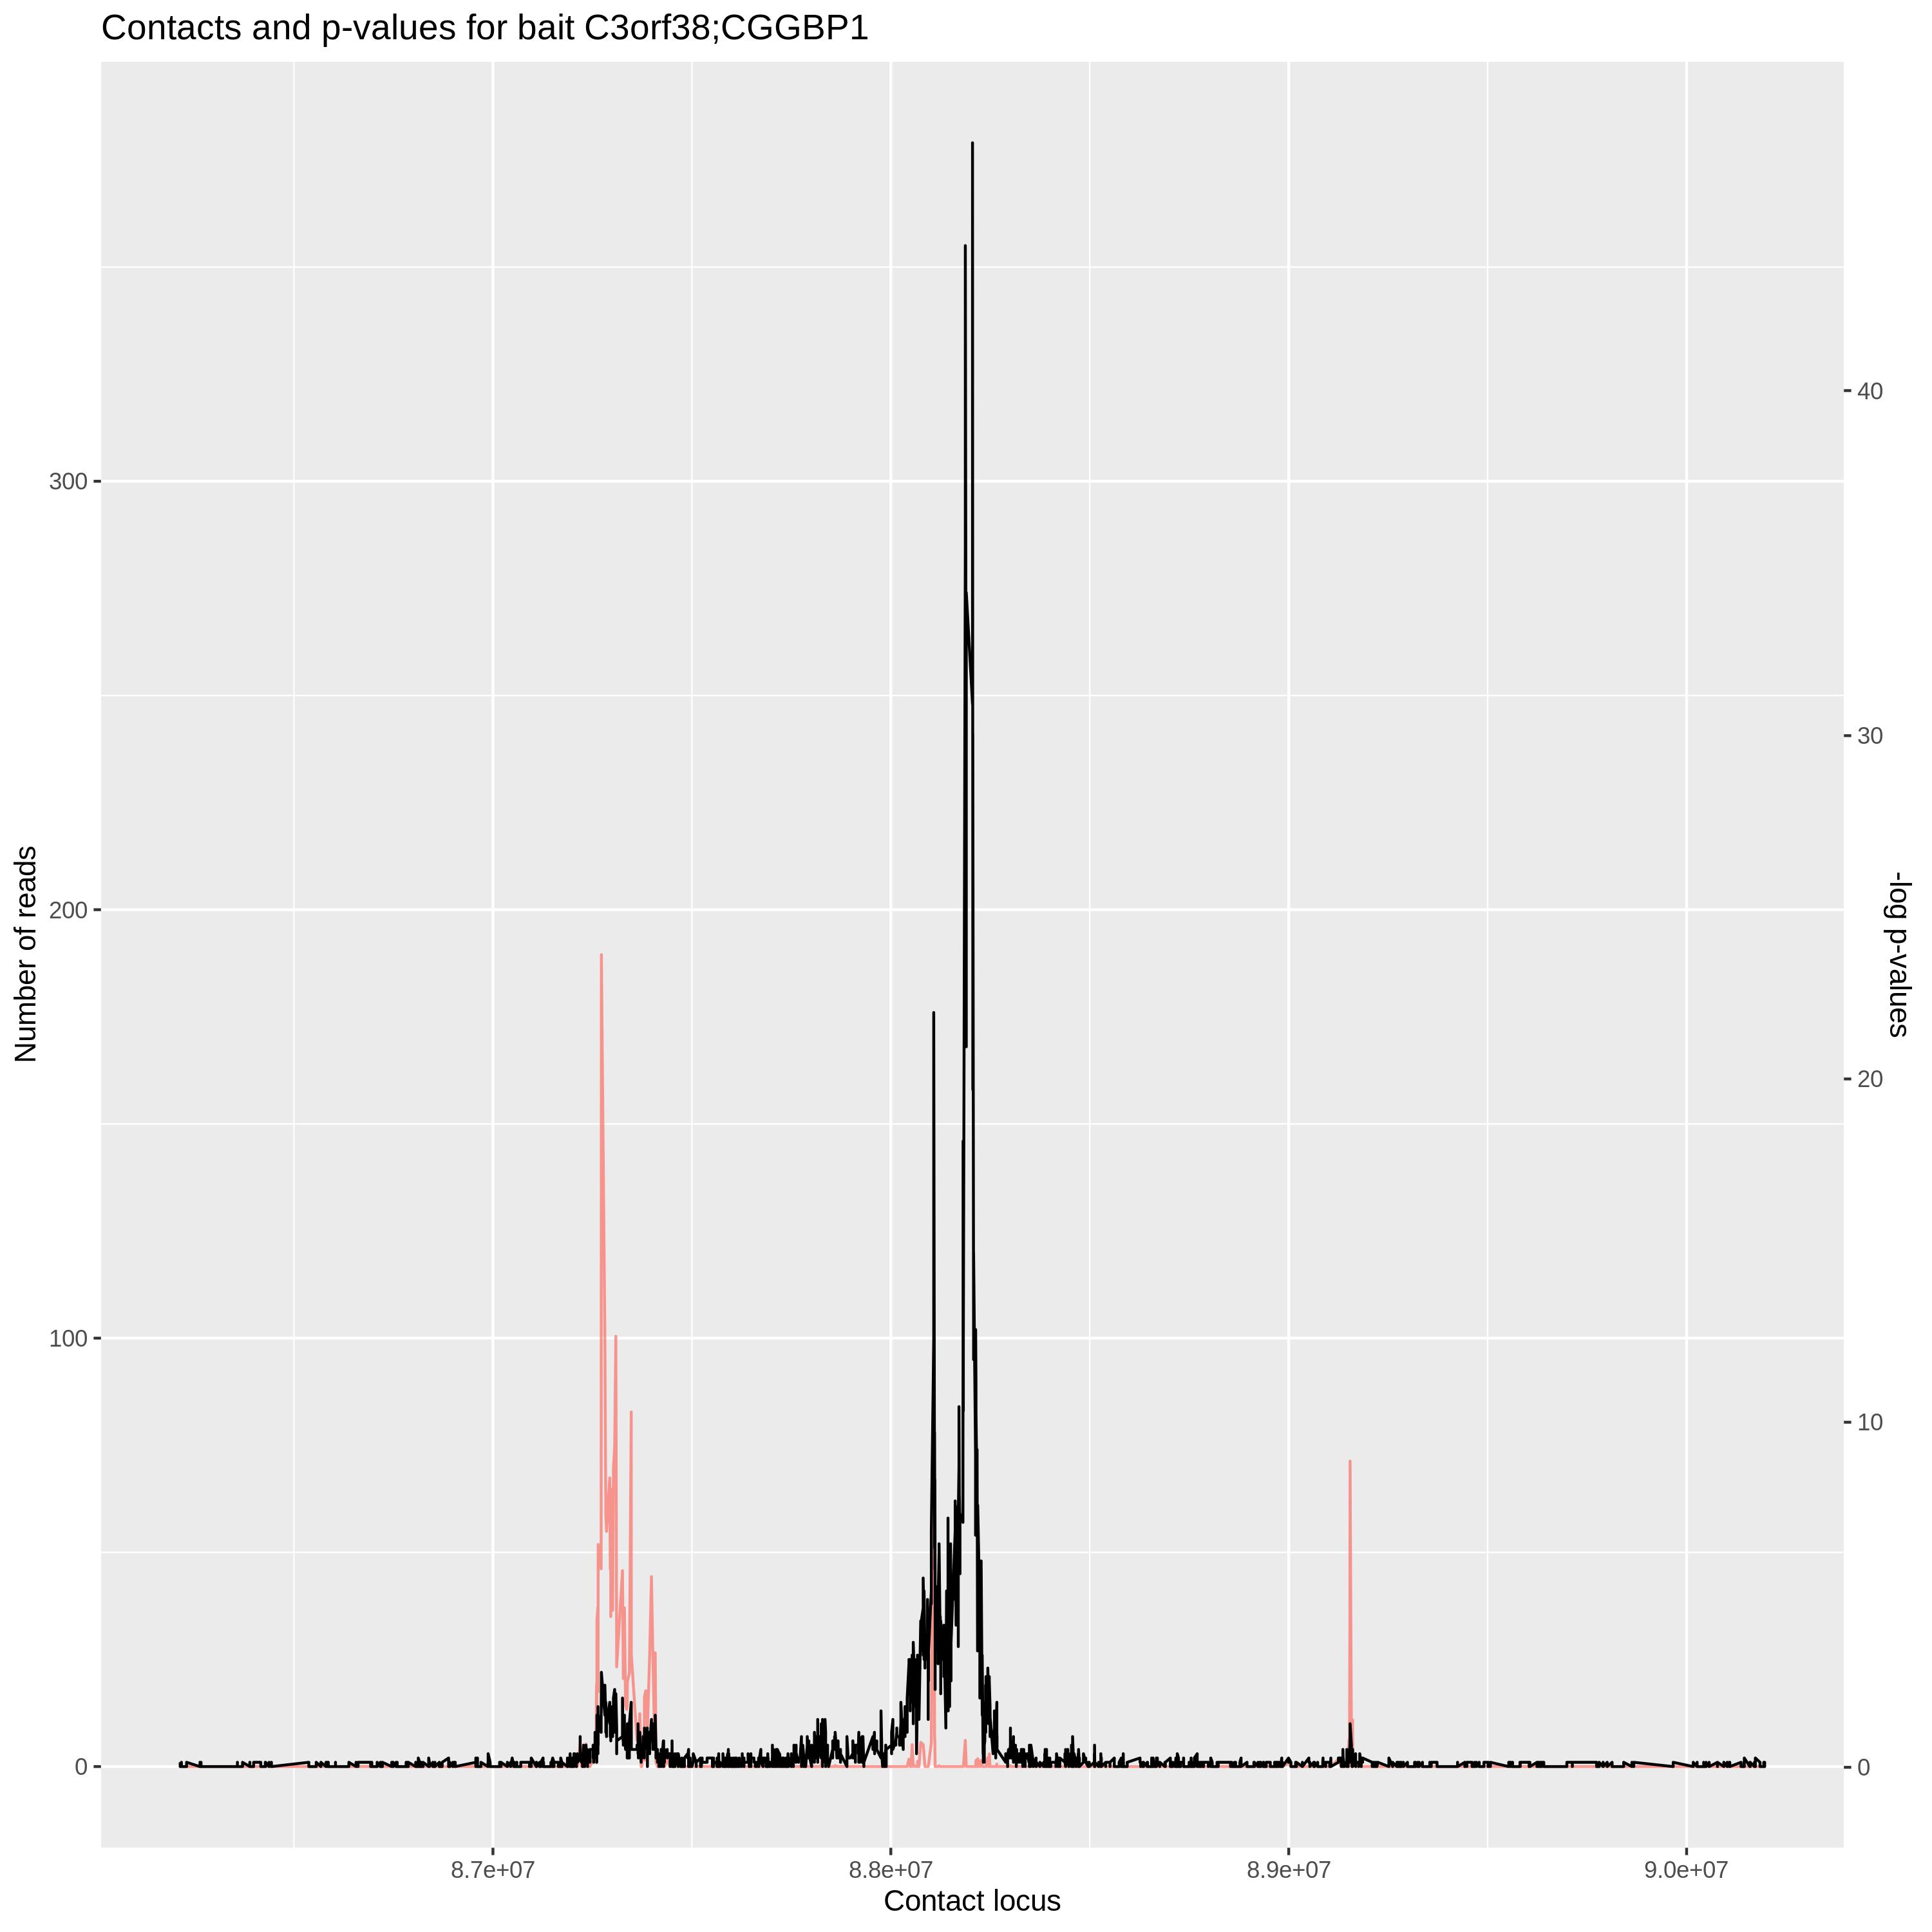 Contacts and p-values for bait C3orf38;CGGBP1
Number of reads
300
200
100
0
40
30
20
10
0
-log p-values
8.7e+07
8.8e+07
8.9e+07
9.0e+07
Contact locus